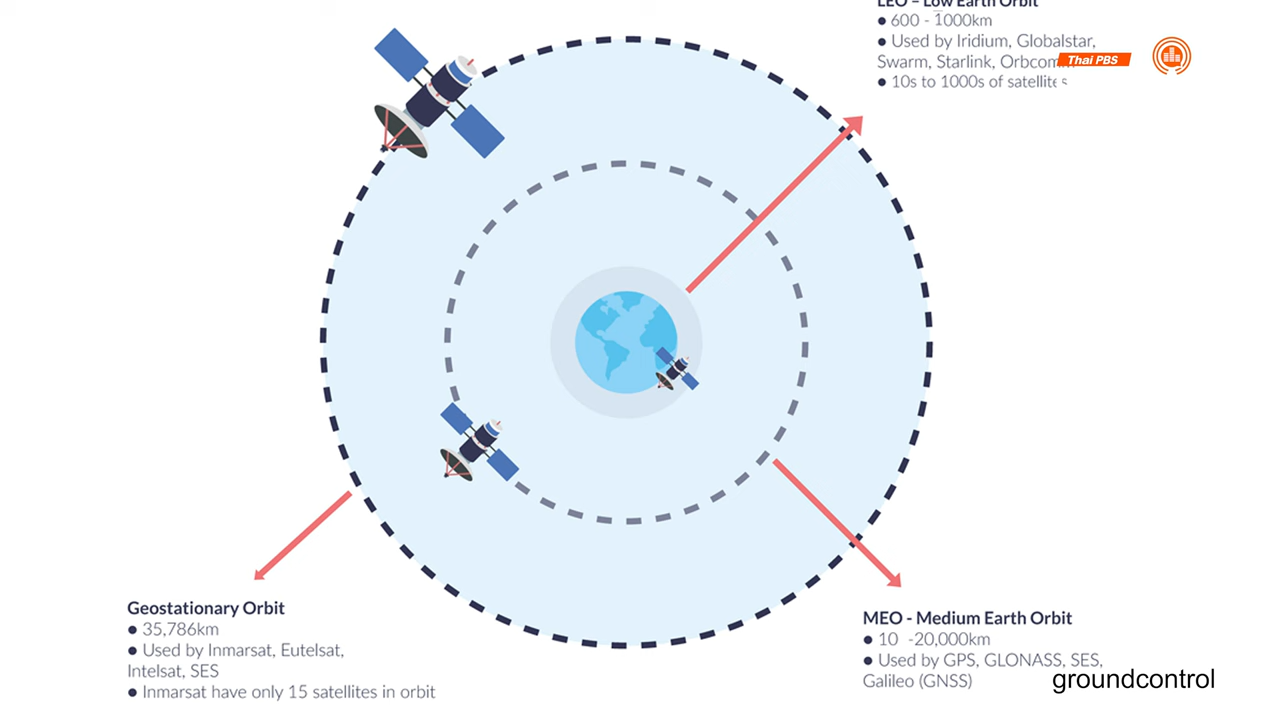 LEO – Low Earth Orbit
● 600 - 1000km
● Used by Iridium, Globalstar,
Swarm, Starlink,
Thai PBS
● 10s to 1000s of
Geostationary Orbit
● 35,786km
● Used by Inmarsat, Eutelsat,
Intelsat, SES
● Inmarsat have only 15 satellites in orbit
MEO - Medium Earth Orbit
● 10 -20,000km
● Used by GPS, GLONASS, SES,
Galileo (GNSS)
groundcontrol